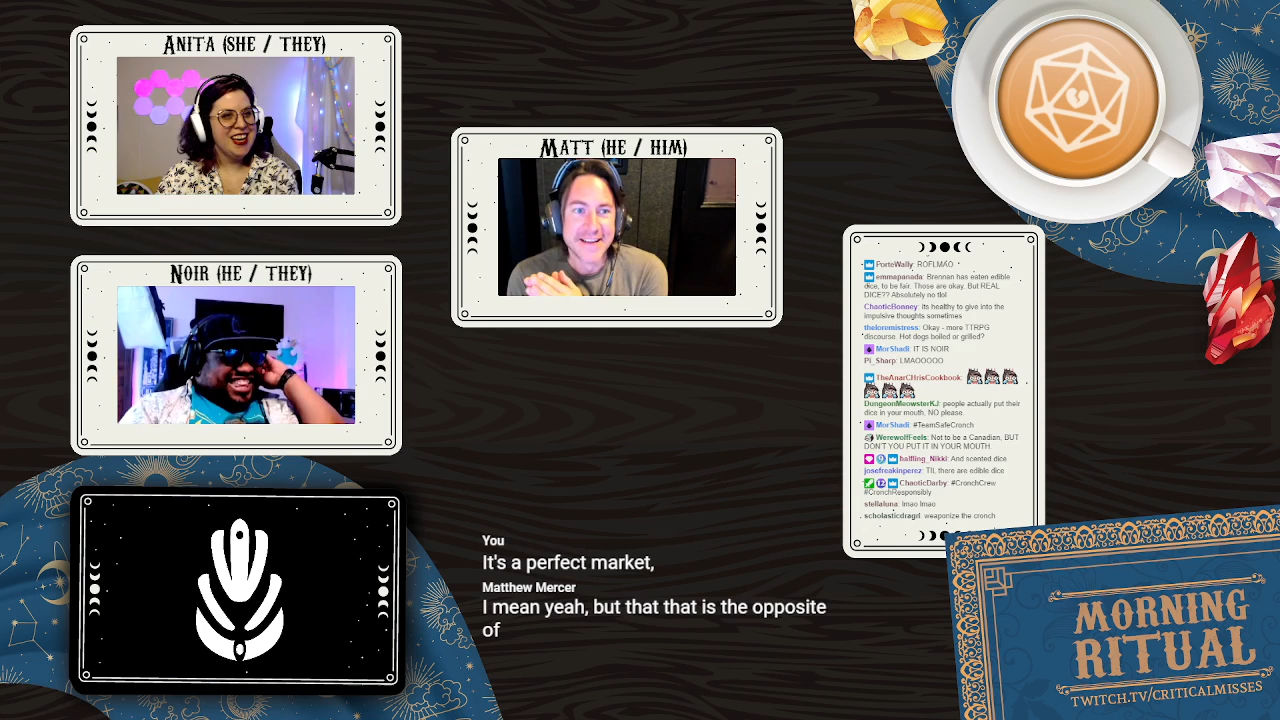 ANITA (SHE / THEY)
MATT (HE / HIM)
NOIR (HE / THEY)
PorteWally: ROFLMAO
emmapanada: Brennan has eaten edible
dice, to be fair. Those are okay. But REAL
DICE?? Absolutely no tlol
ChaoticBonney: its healthy to give into the
impulsive thoughts sometimes
theloremistress: Okay - more TTRPG
discourse. Hot dogs boiled or grilled?
MorShadi: IT IS NOIR
PI_Sharp: LMAOOOOO
TheAnarCHrisCookbook:
DungeonMeowsterKJ: people actually put their
dice in your mouth, NO please.
MorShadi: #TeamSafeCronch
WerewolfFeels: Not to be a Canadian, BUT
DON'T YOU PUT IT IN YOUR MOUTH.
halfling_Nikki: And scented dice
josefreakinperez: TIL there are edible dice
ChaoticDarby: #CronchCrew
#CronchResponsibly
stellaluna: lmao lmao
scholasticdragrl: weaponize the cronch
You
It's a perfect market,
Matthew Mercer
I mean yeah, but that that is the opposite
of
MORNING
RITUAL
TWITCH.TV/CRITICALMISSES